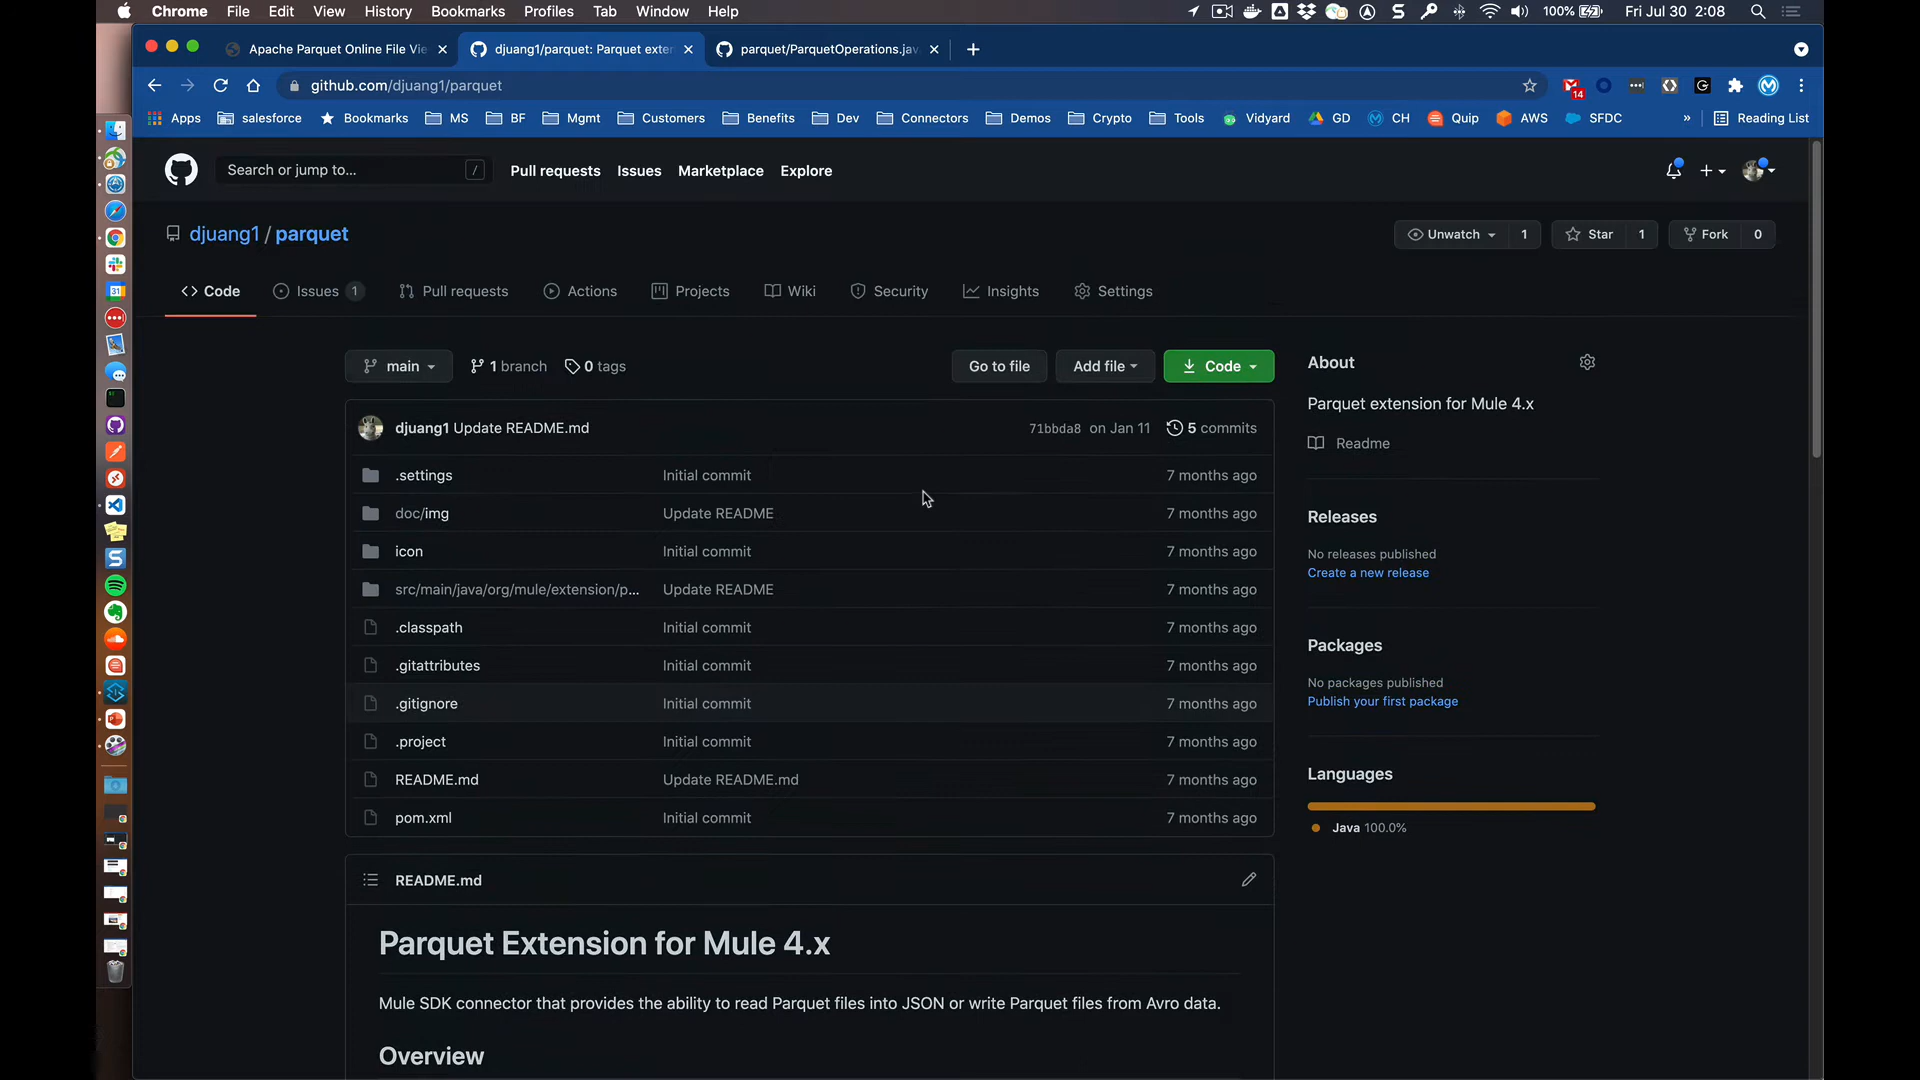 Chrome File Edit View History Bookmarks Profiles Tab Window Help 100% Fri Jul 30 2:08
Apache Parquet Online File Vie djuang1/parquet: Parquet exten parquet/ParquetOperations.jav
github.com/djuang1/parquet 14
Apps salesforce Bookmarks MS BF Mgmt Customers Benefits Dev Connectors Demos Crypto Tools Vidyard GD CH Quip AWS SFDC » Reading List
Search or jump to... / Pull requests Issues Marketplace Explore
djuang1 / parquet Unwatch 1 Star 1 Fork 0
Code Issues 1 Pull requests Actions Projects Wiki Security Insights Settings
main 1 branch 0 tags Go to file Add file Code
djuang1 Update README.md 71bbda8 on Jan 11 5 commits
.settings Initial commit 7 months ago
doc/img Update README 7 months ago
icon Initial commit 7 months ago
src/main/java/org/mule/extension/p... Update README 7 months ago
.classpath Initial commit 7 months ago
.gitattributes Initial commit 7 months ago
.gitignore Initial commit 7 months ago
.project Initial commit 7 months ago
README.md Update README.md 7 months ago
pom.xml Initial commit 7 months ago
README.md
Parquet Extension for Mule 4.x
Mule SDK connector that provides the ability to read Parquet files into JSON or write Parquet files from Avro data.
Overview
About
Parquet extension for Mule 4.x
Readme
Releases
No releases published
Create a new release
Packages
No packages published
Publish your first package
Languages
Java 100.0%